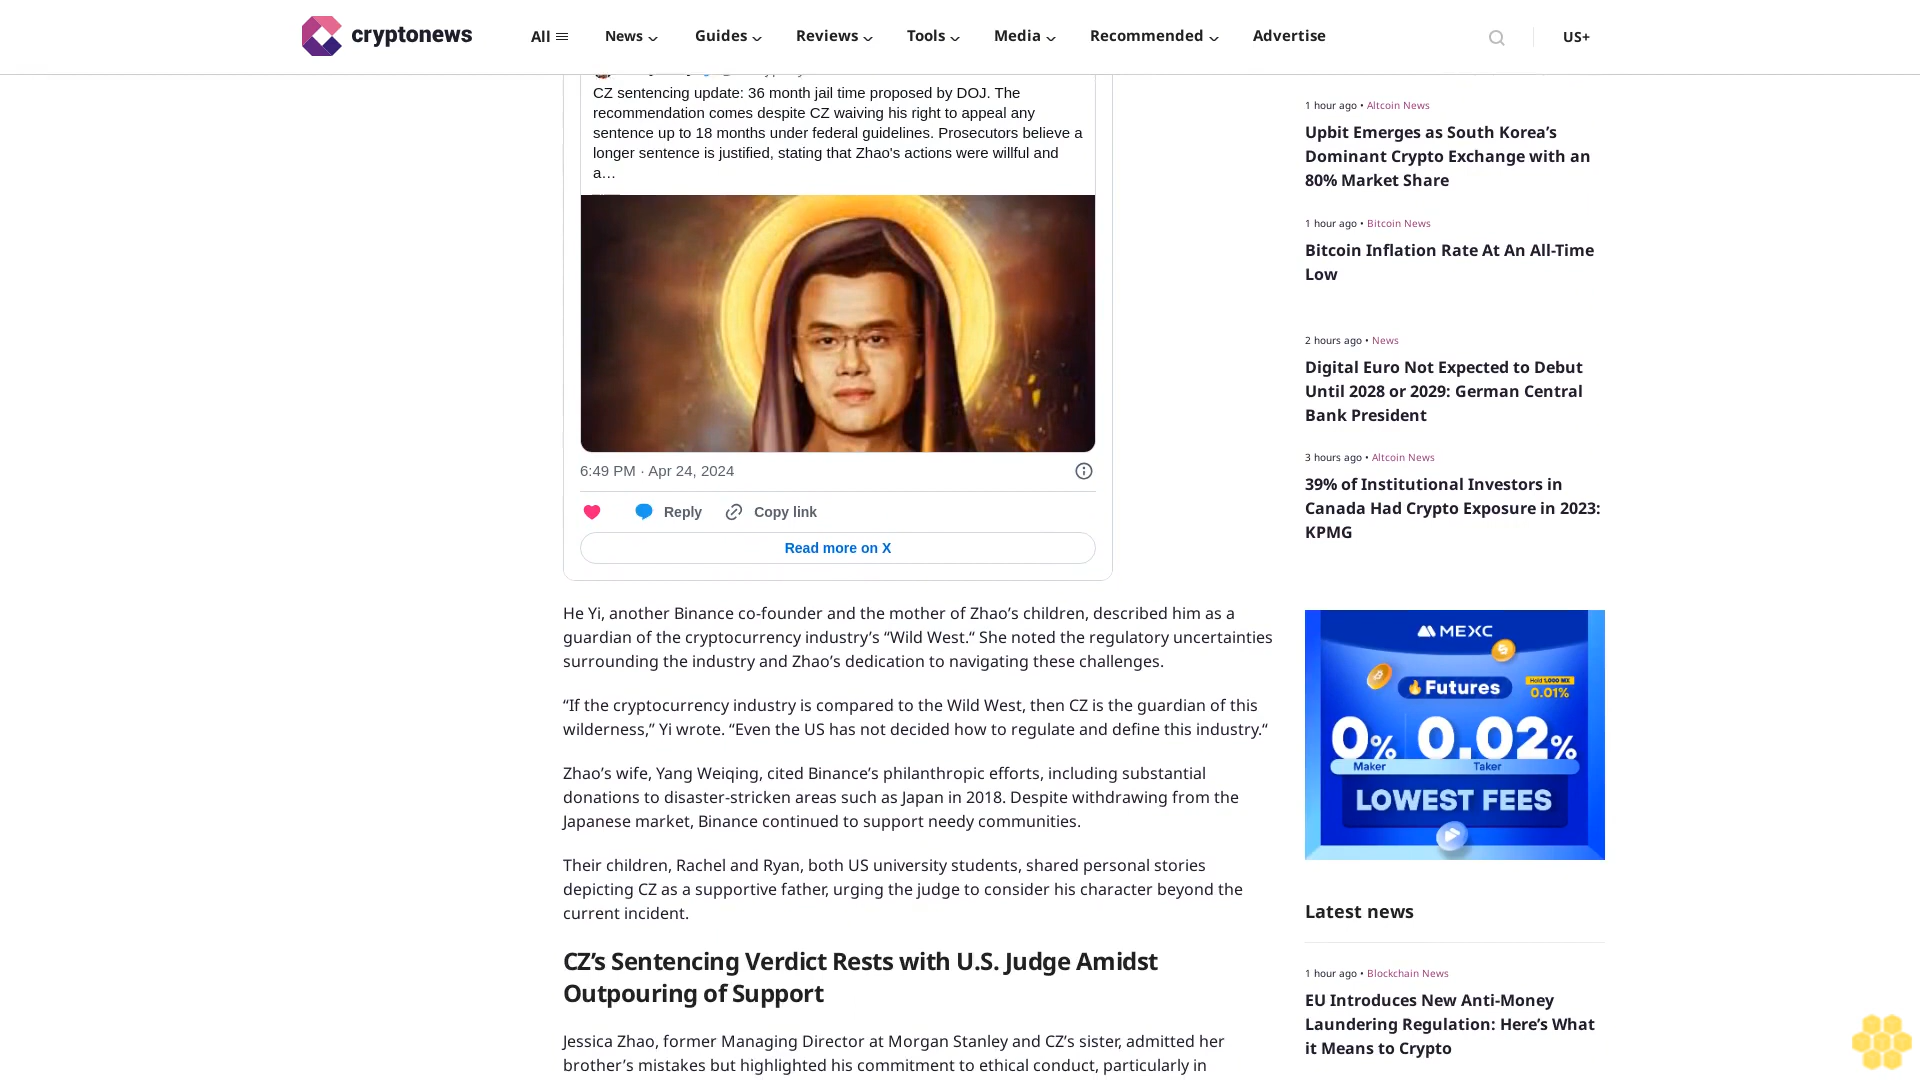 cryptonews
All
News
Guides
Reviews
Tools
Media
Recommended
Advertise
US+
CZ sentencing update: 36 month jail time proposed by DOJ. The
recommendation comes despite CZ waiving his right to appeal any
sentence up to 18 months under federal guidelines. Prosecutors believe a
longer sentence is justified, stating that Zhao's actions were willful and
a…
6:49 PM · Apr 24, 2024
Reply
Copy link
Read more on X
He Yi, another Binance co-founder and the mother of Zhao’s children, described him as a
guardian of the cryptocurrency industry’s “Wild West.“ She noted the regulatory uncertainties
surrounding the industry and Zhao’s dedication to navigating these challenges.
“If the cryptocurrency industry is compared to the Wild West, then CZ is the guardian of this
wilderness,” Yi wrote. “Even the US has not decided how to regulate and define this industry.“
Zhao’s wife, Yang Weiqing, cited Binance’s philanthropic efforts, including substantial
donations to disaster-stricken areas such as Japan in 2018. Despite withdrawing from the
Japanese market, Binance continued to support needy communities.
Their children, Rachel and Ryan, both US university students, shared personal stories
depicting CZ as a supportive father, urging the judge to consider his character beyond the
current incident.
CZ’s Sentencing Verdict Rests with U.S. Judge Amidst
Outpouring of Support
Jessica Zhao, former Managing Director at Morgan Stanley and CZ’s sister, admitted her
brother’s mistakes but highlighted his commitment to ethical conduct, particularly in
1 hour ago • Altcoin News
Upbit Emerges as South Korea’s
Dominant Crypto Exchange with an
80% Market Share
1 hour ago • Bitcoin News
Bitcoin Inflation Rate At An All-Time
Low
2 hours ago • News
Digital Euro Not Expected to Debut
Until 2028 or 2029: German Central
Bank President
3 hours ago • Altcoin News
39% of Institutional Investors in
Canada Had Crypto Exposure in 2023:
KPMG
MEXC
Futures
Hold 1,000 MX
0.01%
0% 0.02%
Maker Taker
LOWEST FEES
Latest news
1 hour ago • Blockchain News
EU Introduces New Anti-Money
Laundering Regulation: Here’s What
it Means to Crypto